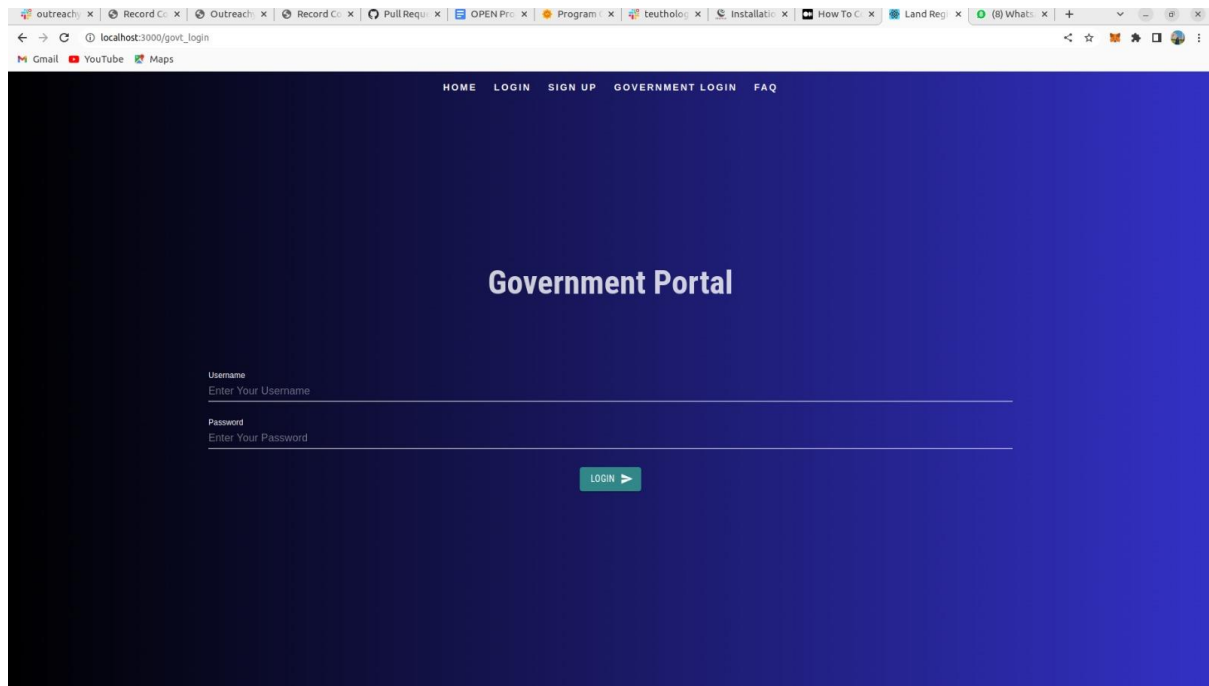 outreachy Record Co Outreachy Record Co Pull Requ OPEN Pro Program teutholog Installatio How To C Land Regi (8) Whats
localhost:3000/govt_login
Gmail YouTube Maps
HOME LOGIN SIGN UP GOVERNMENT LOGIN FAQ
Government Portal
Username
Enter Your Username
Password
Enter Your Password
LOGIN